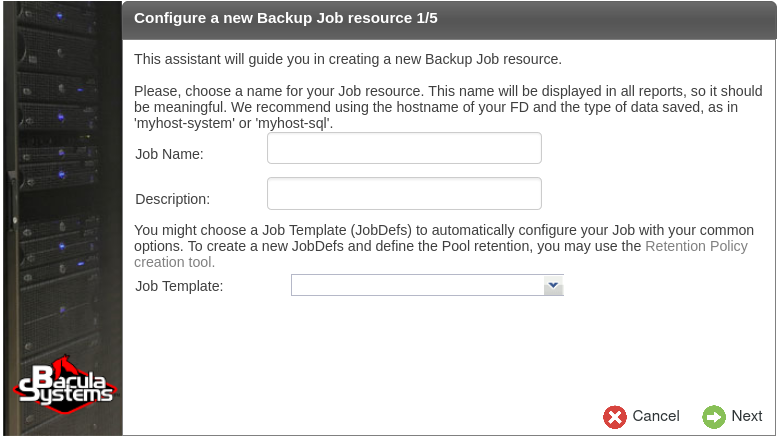 Configure a new Backup Job resource 1/5
This assistant will guide you in creating a new Backup Job resource.
Please, choose a name for your Job resource. This name will be displayed in all reports, so it should
be meaningful. We recommend using the hostname of your FD and the type of data saved, as in
'myhost-system' or 'myhost-sql'.
Job Name:
Description:
You might choose a Job Template (JobDefs) to automatically configure your Job with your common
options. To create a new JobDefs and define the Pool retention, you may use the Retention Policy
creation tool.
Job Template:
Bacula
Systems
Cancel Next